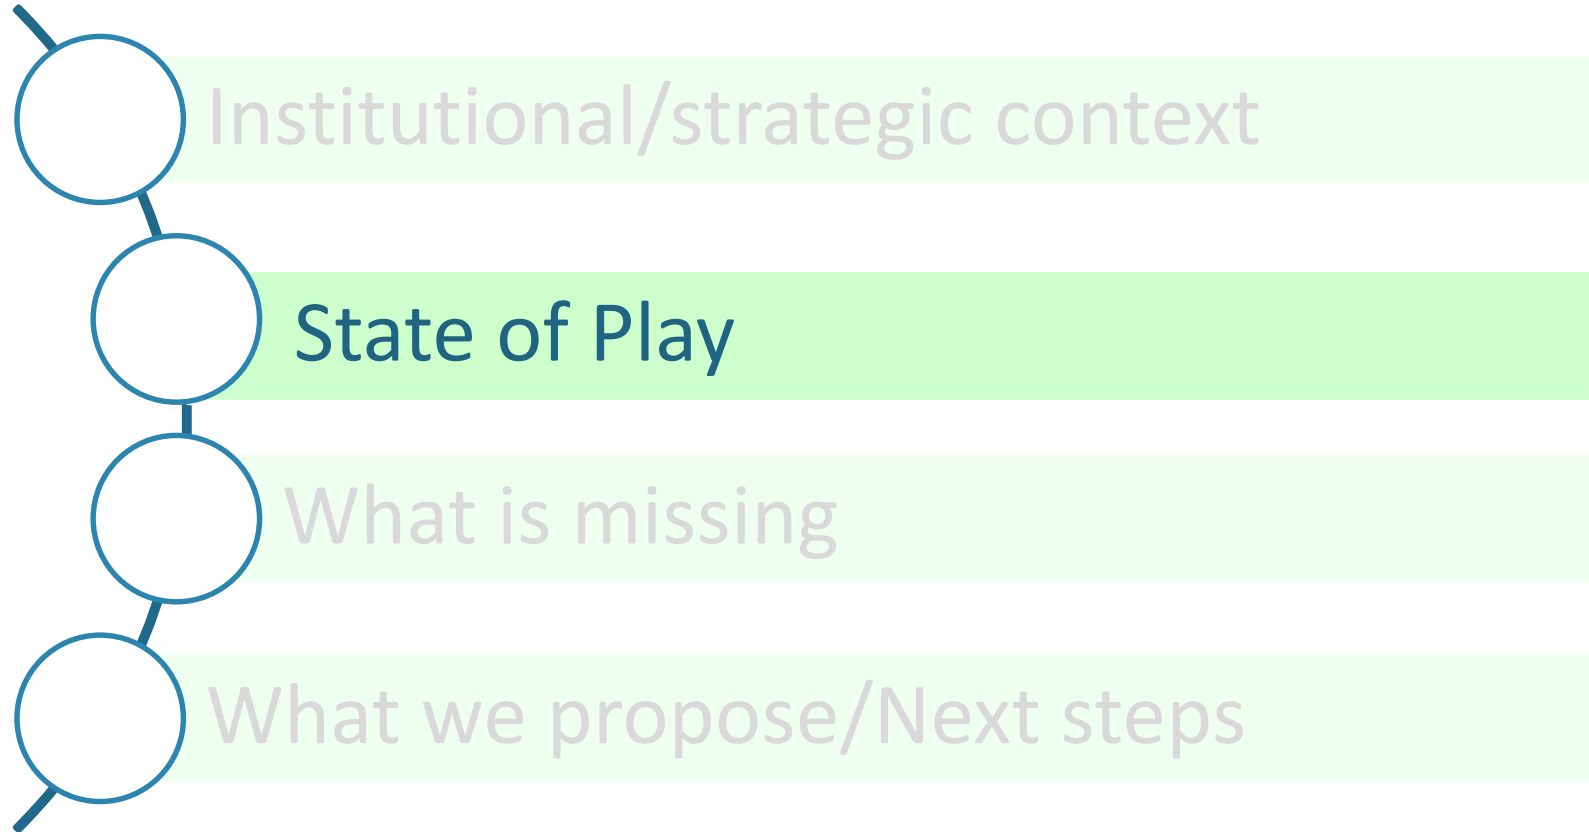 Institutional/strategic context
State of Play
What is missing
What we propose/Next steps